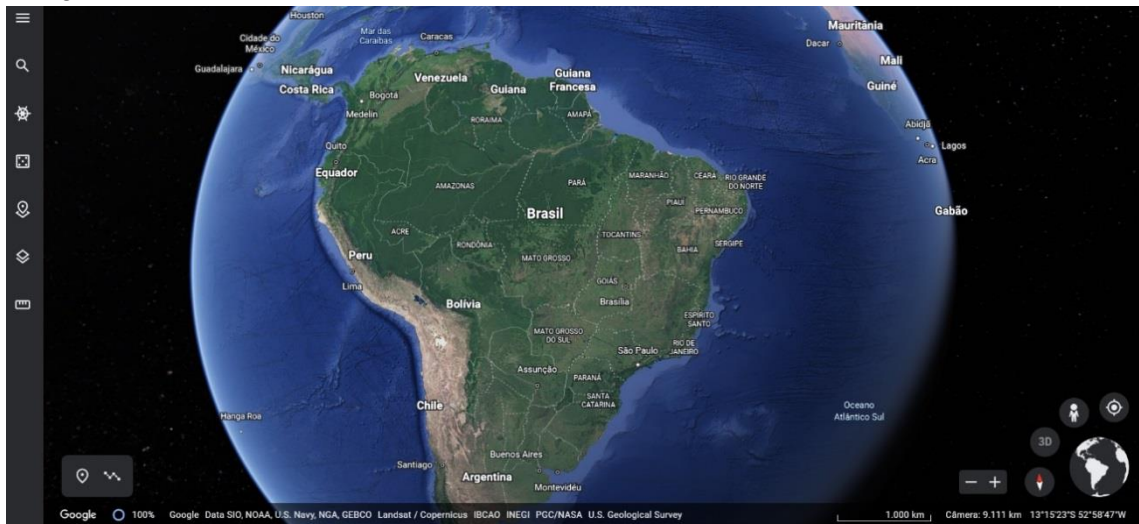 Houston
Mar das
Caraíbas
Caracas
Cidade do
México
Guadalajara
Nicarágua
Costa Rica
Venezuela
Guiana
Guiana
Francesa
Bogotá
Medelin
RORAIMA
AMAPÁ
Mauritânia
Dacar
Mali
Guiné
Abidjã
Lagos
Acra
Gabão
Quito
Equador
AMAZONAS
PARÁ
MARANHÃO
CEARÁ
RIO GRANDE
DO NORTE
PIAUÍ
PERNAMBUCO
Brasil
ACRE
RONDÔNIA
TOCANTINS
SERGIPE
BAHIA
MATO GROSSO
Peru
Lima
GOIÁS
Bolívia
Brasília
ESPÍRITO
SANTO
MATO GROSSO
DO SUL
São Paulo
RIO DE
JANEIRO
Assunção
PARANÁ
SANTA
CATARINA
Chile
Hanga Roa
Oceano
Atlântico Sul
Santiago
Buenos Aires
Argentina
Montevidéu
3D
Google 100% Google Data SIO, NOAA, U.S. Navy, NGA, GEBCO Landsat / Copernicus IBCAO INEGI PGC/NASA U.S. Geological Survey 1.000 km Câmera: 9.111 km 13°15'23"S 52°58'47"W